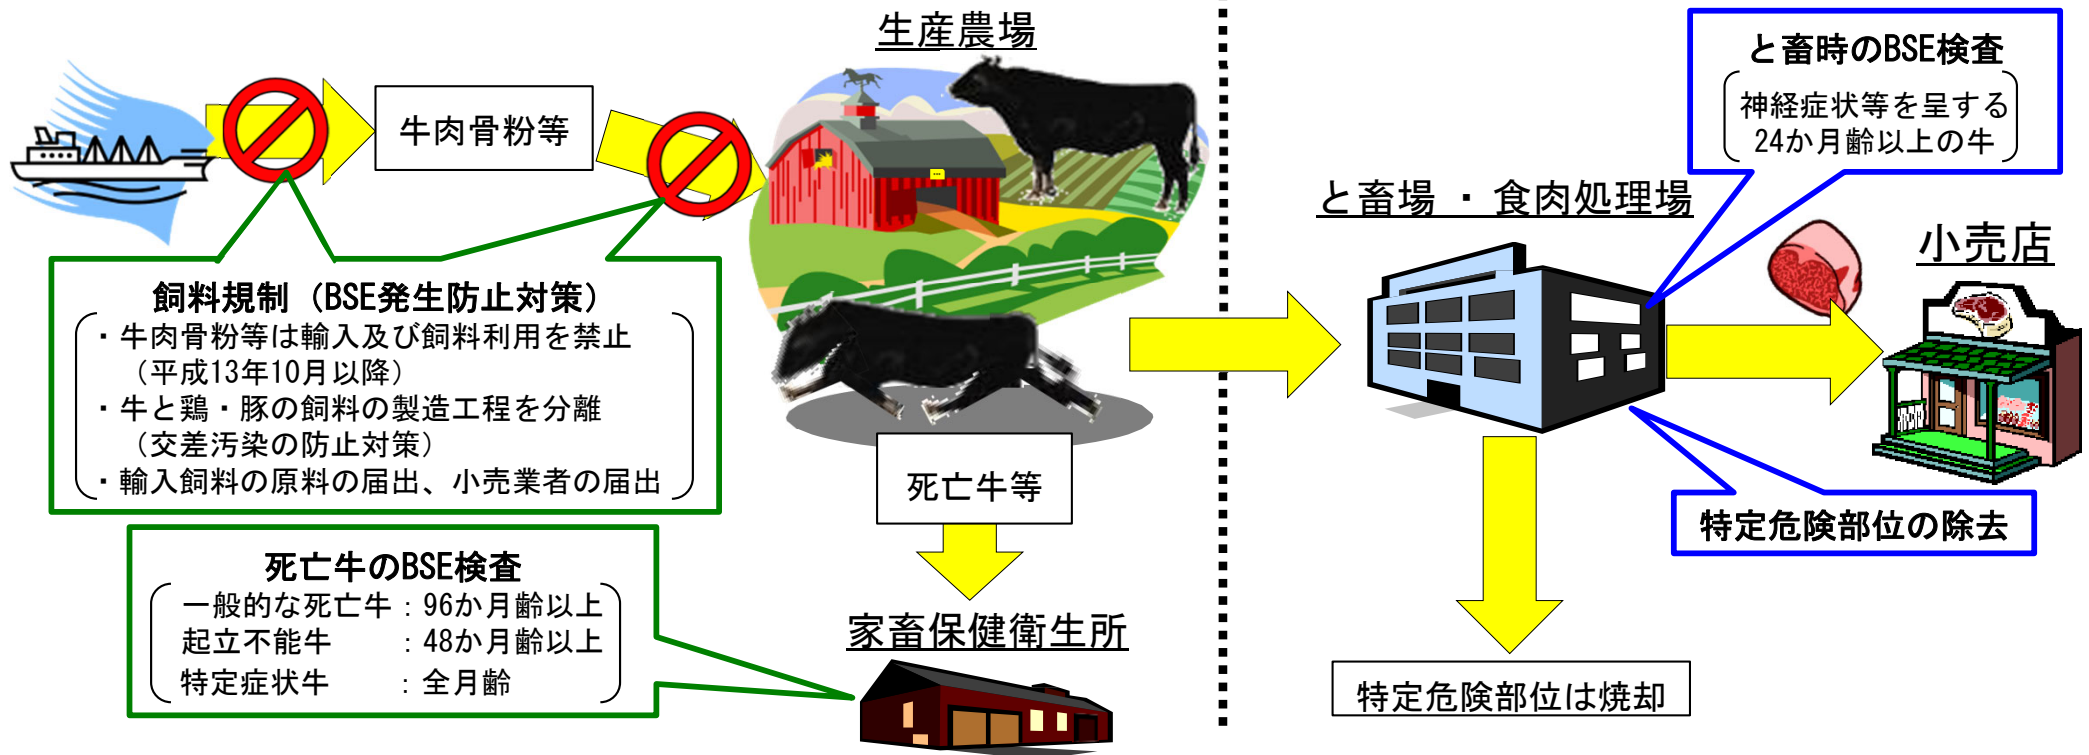 生産農場
牛肉骨粉等
飼料規制（BSE発生防止対策）
・牛肉骨粉等は輸入及び飼料利用を禁止
（平成13年10月以降）
・牛と鶏・豚の飼料の製造工程を分離
（交差汚染の防止対策）
・輸入飼料の原料の届出、小売業者の届出
死亡牛等
死亡牛のBSE検査
一般的な死亡牛：96か月齢以上
起立不能牛　　：48か月齢以上
特定症状牛　　：全月齢
家畜保健衛生所
と畜時のBSE検査
神経症状等を呈する
24か月齢以上の牛
と畜場 ・ 食肉処理場
小売店
特定危険部位の除去
特定危険部位は焼却